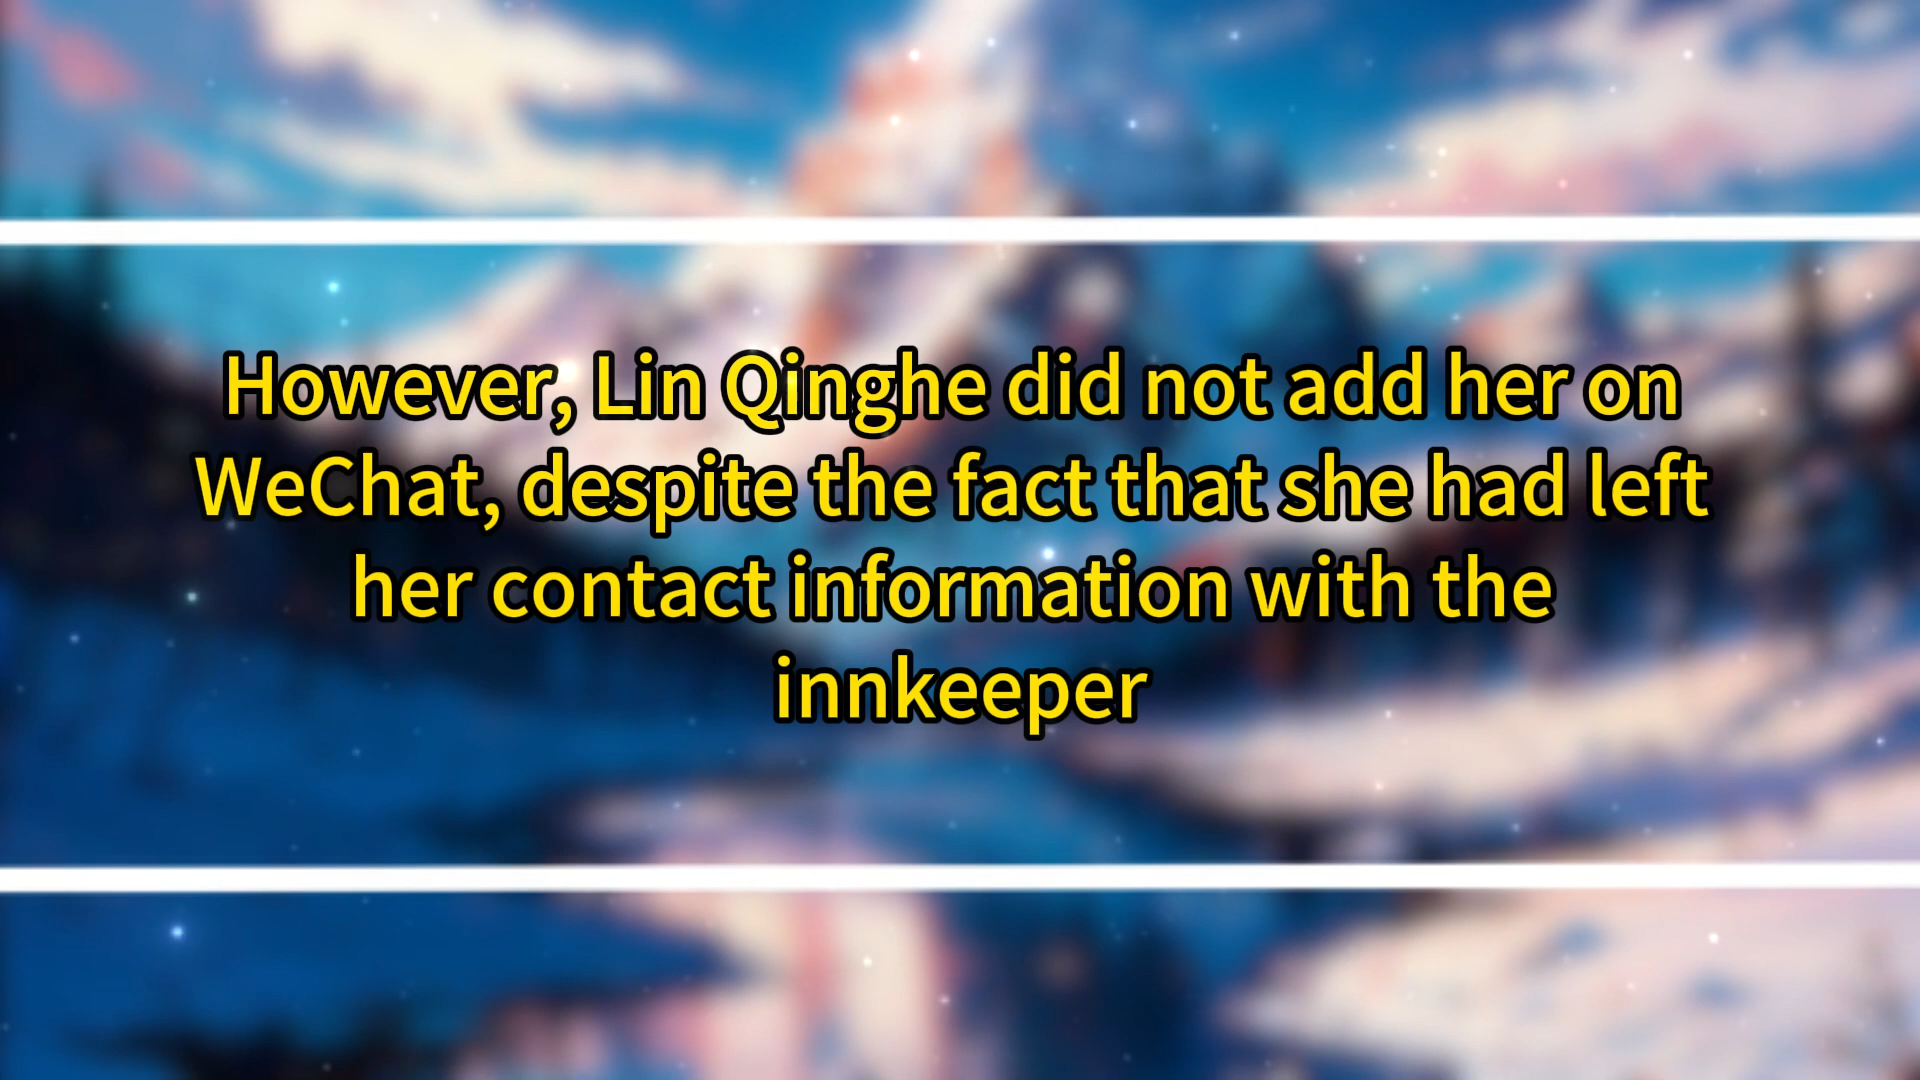 However, Lin Qinghe did not add her on
WeChat, despite the fact that she had left
her contact information with the
innkeeper